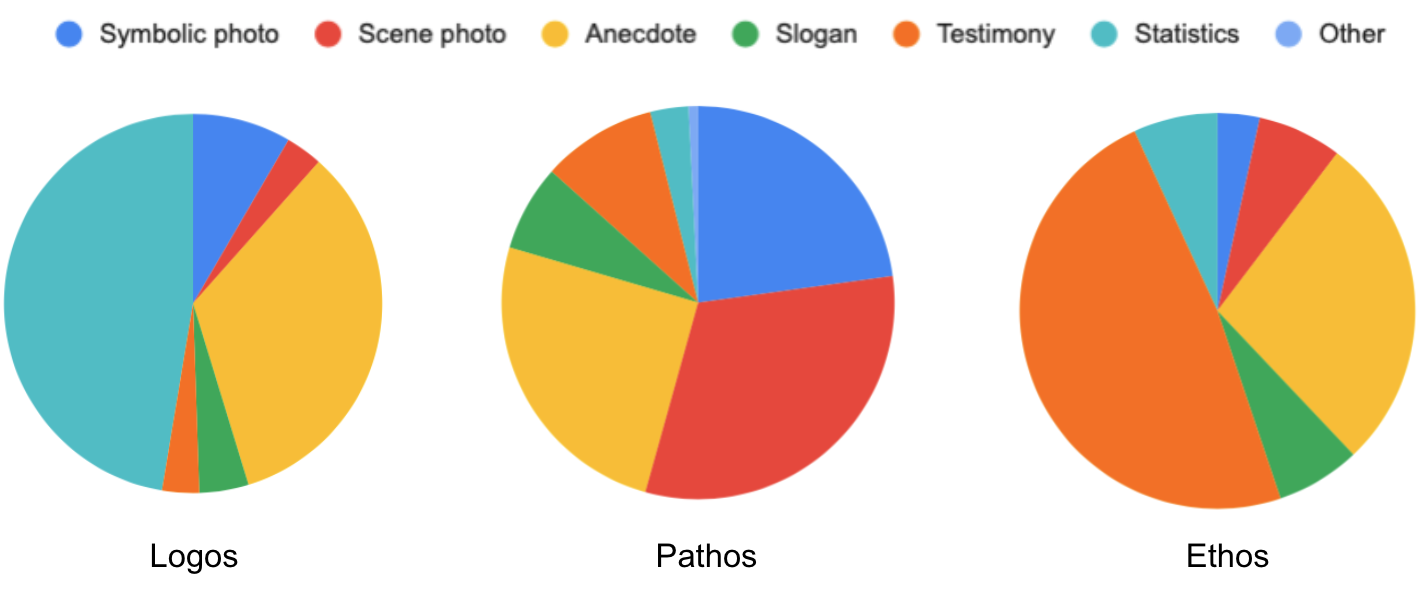 Symbolic photo Scene photo Anecdote Slogan Testimony Statistics Other
Logos Pathos Ethos